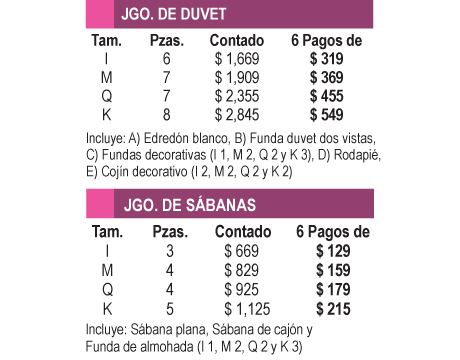 JGO. DE DUVET
Tam. Pzas. Contado 6 Pagos de
I 6 $ 1,669 $ 319
M 7 $ 1,909 $ 369
Q 7 $ 2,355 $ 455
K 8 $ 2,845 $ 549
Incluye: A) Edredón blanco, B) Funda duvet dos vistas,
C) Fundas decorativas (I 1, M 2, Q 2 y K 3), D) Rodapié,
E) Cojín decorativo (I 2, M 2, Q 2 y K 2)
JGO. DE SÁBANAS
Tam. Pzas. Contado 6 Pagos de
I 3 $ 669 $ 129
M 4 $ 829 $ 159
Q 4 $ 925 $ 179
K 5 $ 1,125 $ 215
Incluye: Sábana plana, Sábana de cajón y
Funda de almohada (I 1, M 2, Q 2 y K 3)